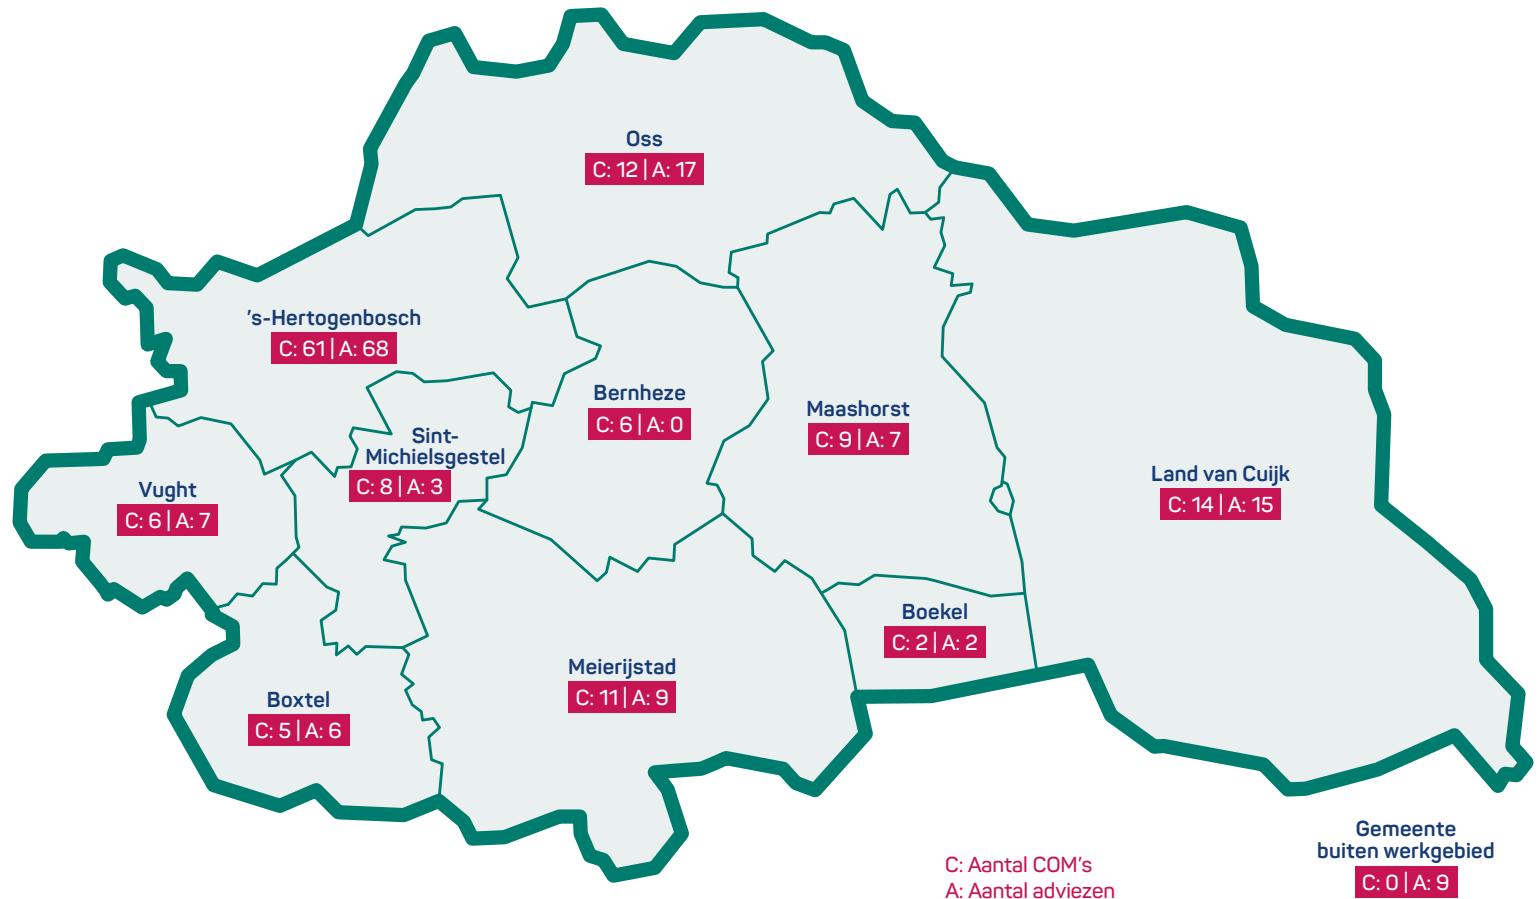 Oss
C: 12 | A: 17
's-Hertogenbosch
C: 61 | A: 68
Bernheze
C: 6 | A: 0
Maashorst
C: 9 | A: 7
Sint-
Michielsgestel
C: 8 | A: 3
Land van Cuijk
C: 14 | A: 15
Vught
C: 6 | A: 7
Boekel
C: 2 | A: 2
Meierijstad
C: 11 | A: 9
Boxtel
C: 5 | A: 6
Gemeente
buiten werkgebied
C: 0 | A: 9
C: Aantal COM's
A: Aantal adviezen